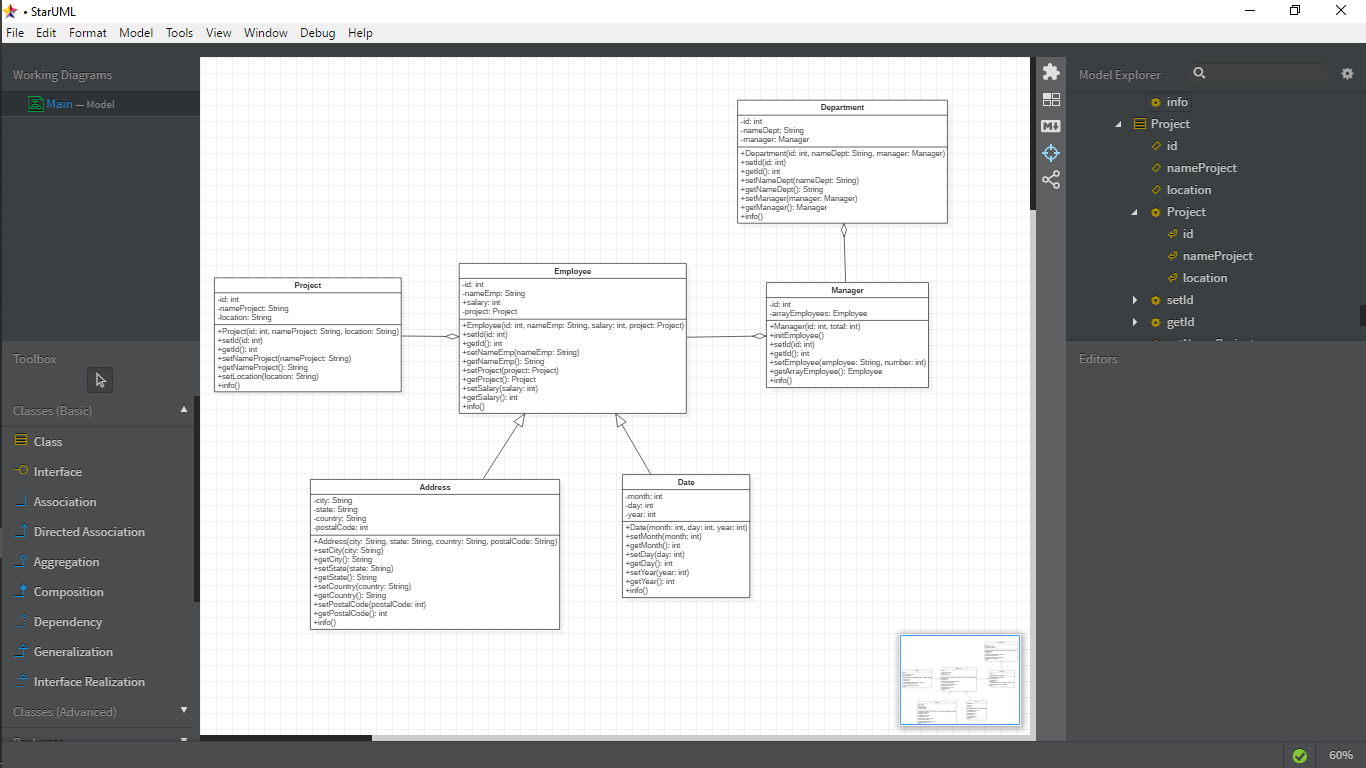 • StarUML
File Edit Format Model Tools View Window Debug Help
Working Diagrams
Main — Model
Toolbox
Classes (Basic)
Class
Interface
Association
Directed Association
Aggregation
Composition
Dependency
Generalization
Interface Realization
Classes (Advanced)
Department
-id: int
-nameDept: String
-manager: Manager
+Department(id: int, nameDept: String, manager: Manager)
+setId(id: int)
+getId(): int
+setNameDept(nameDept: String)
+getNameDept(): String
+setManager(manager: Manager)
+getManager(): Manager
+info()
Project
-id: int
-nameProject: String
-location: String
+Project(id: int, nameProject: String, location: String)
+setId(id: int)
+getId(): int
+setNameProject(nameProject: String)
+getNameProject(): String
+setLocation(location: String)
+info()
Employee
-id: int
-nameEmp: String
+salary: int
-project: Project
+Employee(id: int, nameEmp: String, salary: int, project: Project)
+setId(id: int)
+getId(): int
+setNameEmp(nameEmp: String)
+getNameEmp(): String
+setProject(project: Project)
+getProject(): Project
+setSalary(salary: int)
+getSalary(): int
+info()
Manager
-id: int
-arrayEmployees: Employee
+Manager(id: int, total: int)
+initEmployee()
+setId(id: int)
+getId(): int
+setEmployee(employee: String, number: int)
+getArrayEmployee(): Employee
+info()
Address
-city: String
-state: String
-country: String
-postalCode: int
+Address(city: String, state: String, country: String, postalCode: String)
+setCity(city: String)
+getCity(): String
+setState(state: String)
+getState(): String
+setCountry(country: String)
+getCountry(): String
+setPostalCode(postalCode: int)
+getPostalCode(): int
+info()
Date
-month: int
-day: int
-year: int
+Date(month: int, day: int, year: int)
+setMonth(month: int)
+getMonth(): int
+setDay(day: int)
+getDay(): int
+setYear(year: int)
+getYear(): int
+info()
Model Explorer
info
Project
id
nameProject
location
Project
id
nameProject
location
setId
getId
Editors
60%